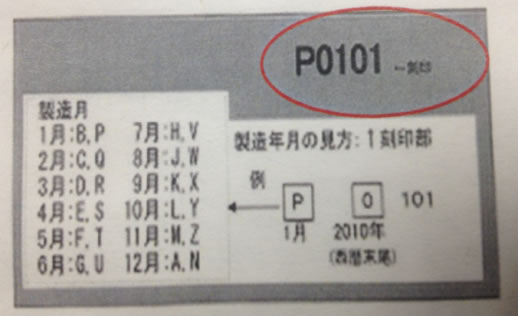 P0101 ←刻印
製造月
1月:B,P 7月:H,V
2月:C,Q 8月:J,W
3月:D,R 9月:K,X
4月:E,S 10月:L,Y
5月:F,T 11月:M,Z
6月:G,U 12月:A,N
製造年月の見方:1刻印部
例
← P 0 101
1月 2010年
(西暦末尾)